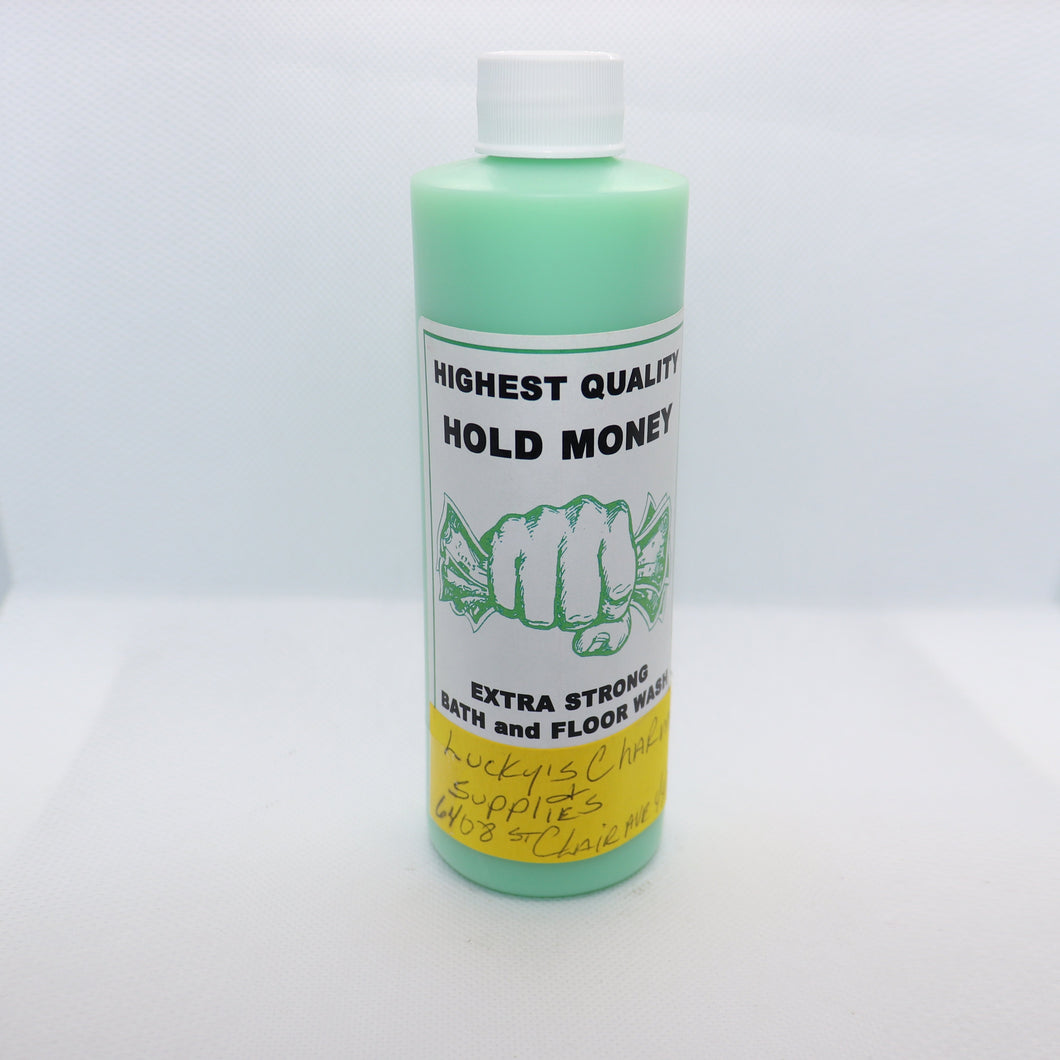 HIGHEST QUALITY
HOLD MONEY
EXTRA STRONG
BATH and FLOOR WASH
Lucky's Charm
& Supplies
6408 St Clair Ave